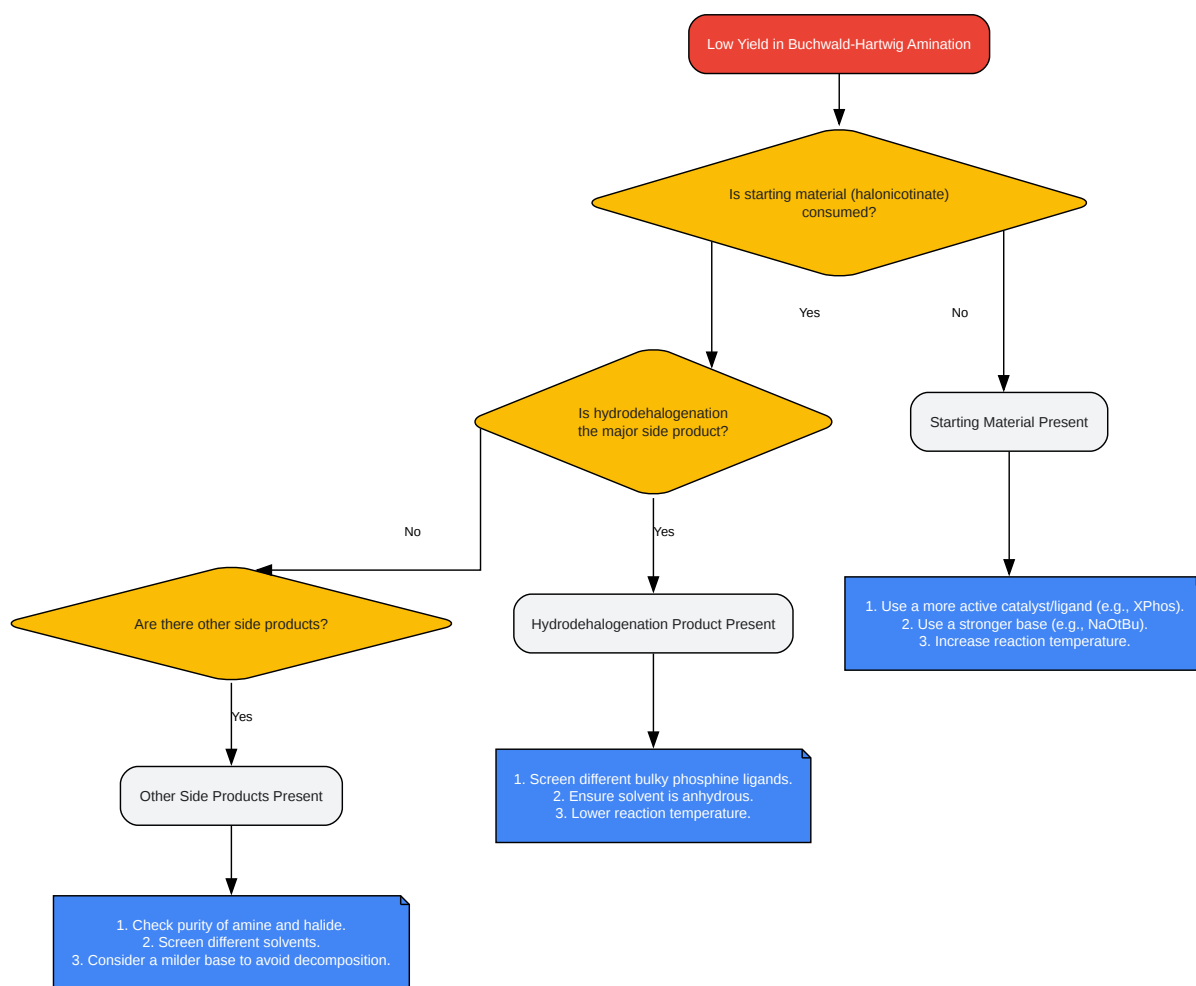 Low Yield in Buchwald-Hartwig Amination
Is starting material (halonicotinate)
consumed?
Yes
No
Is hydrodehalogenation
the major side product?
Starting Material Present
No
Yes
Are there other side products?
Hydrodehalogenation Product Present
1. Use a more active catalyst/ligand (e.g., XPhos).
2. Use a stronger base (e.g., NaOtBu).
3. Increase reaction temperature.
Yes
Other Side Products Present
1. Screen different bulky phosphine ligands.
2. Ensure solvent is anhydrous.
3. Lower reaction temperature.
1. Check purity of amine and halide.
2. Screen different solvents.
3. Consider a milder base to avoid decomposition.